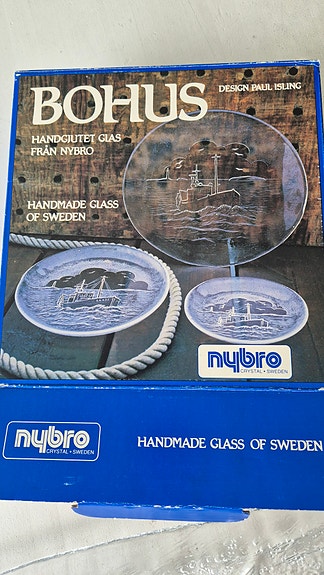 BOHUS
DESIGN PAUL ISLING
HANDGJUTET GLAS
FRÅN NYBRO
HANDMADE GLASS
OF SWEDEN
nybro
CRYSTAL • SWEDEN
nybro
CRYSTAL • SWEDEN
HANDMADE GLASS OF SWEDEN